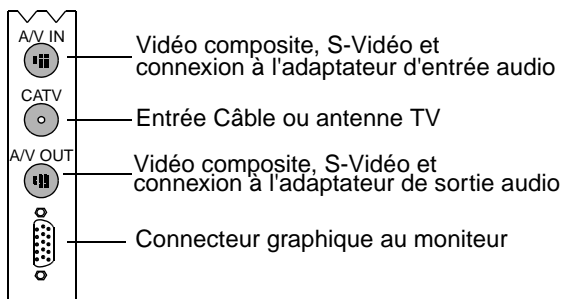 A/V IN
Vidéo composite, S-Vidéo et
connexion à l'adaptateur d'entrée audio
CATV
Entrée Câble ou antenne TV
A/V OUT
Vidéo composite, S-Vidéo et
connexion à l'adaptateur de sortie audio
Connecteur graphique au moniteur